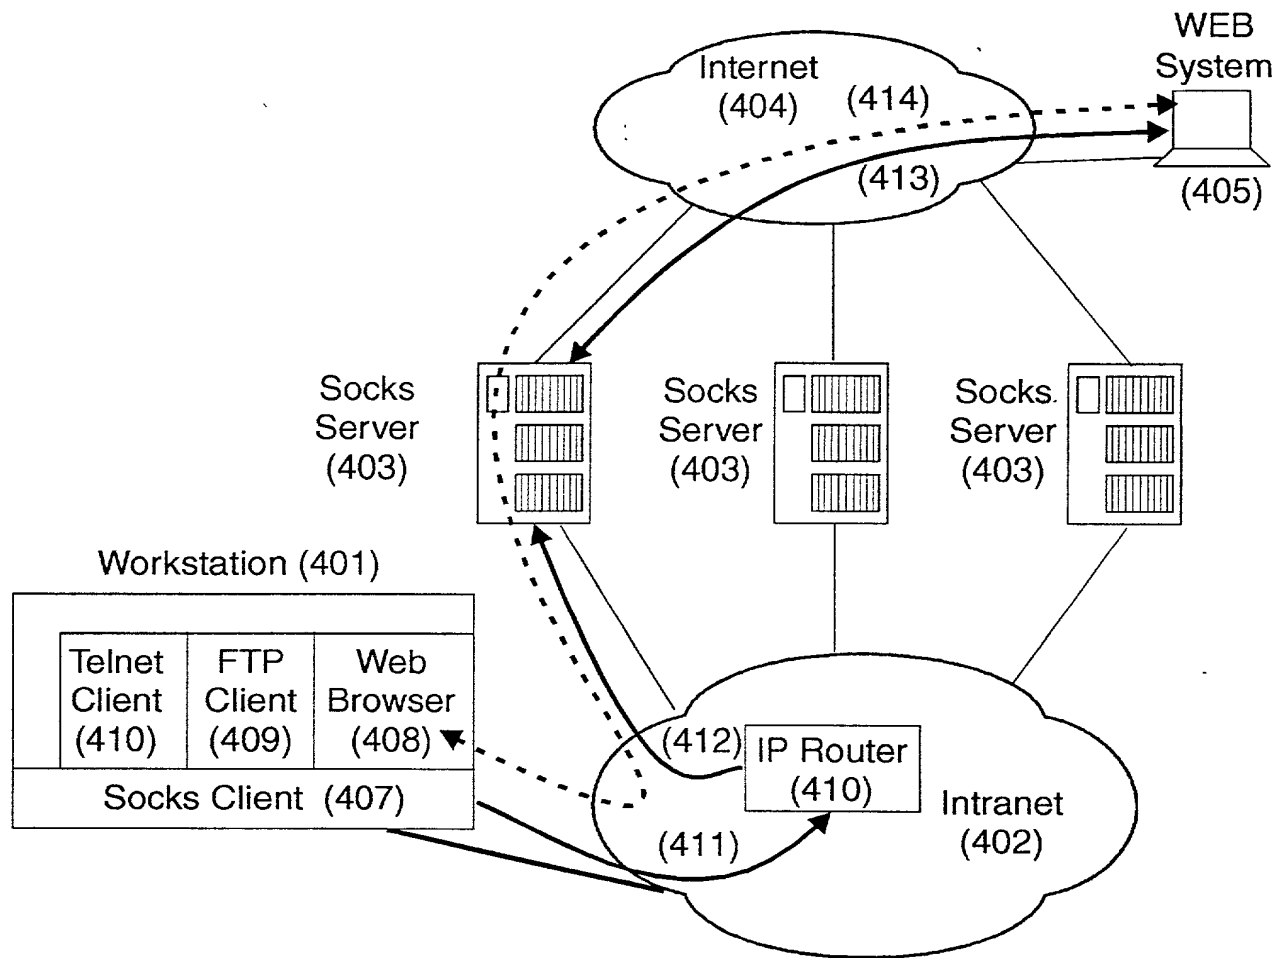 WEB
System
(405)
Internet
(404)
(414)
(413)
Socks
Server
(403)
Socks
Server
(403)
Socks
Server
(403)
Workstation (401)
Telnet
Client
(410)
FTP
Client
(409)
Web
Browser
(408)
Socks Client (407)
(412)
IP Router
(410)
(411)
Intranet
(402)